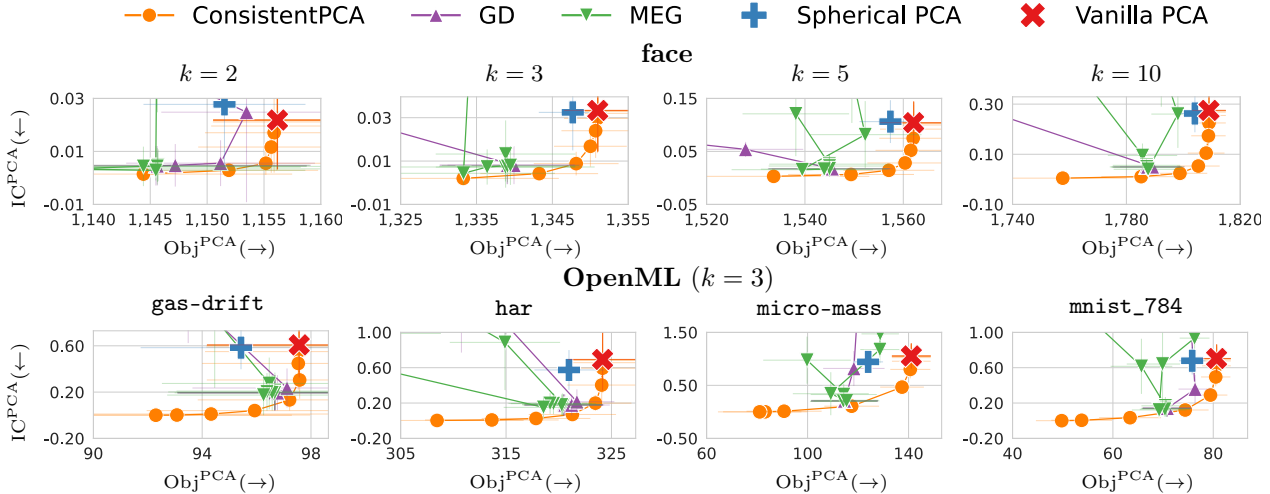 ConsistentPCA GD MEG Spherical PCA Vanilla PCA
face
k = 2 k = 3 k = 5 k = 10
IC^PCA(←)
0.03 0.01 -0.01
1,140 1,145 1,150 1,155 1,160
Obj^PCA(→)
0.03 0.01 -0.01
1,325 1,335 1,345 1,355
Obj^PCA(→)
0.15 0.05 -0.05
1,520 1,540 1,560
Obj^PCA(→)
0.30 0.10 -0.10
1,740 1,780 1,820
Obj^PCA(→)
OpenML (k = 3)
gas-drift har micro-mass mnist_784
IC^PCA(←)
0.60 0.20 -0.20
90 94 98
Obj^PCA(→)
1.00 0.60 0.20 -0.20
305 315 325
Obj^PCA(→)
1.50 0.50 -0.50
60 100 140
Obj^PCA(→)
1.00 0.60 0.20 -0.20
40 60 80
Obj^PCA(→)